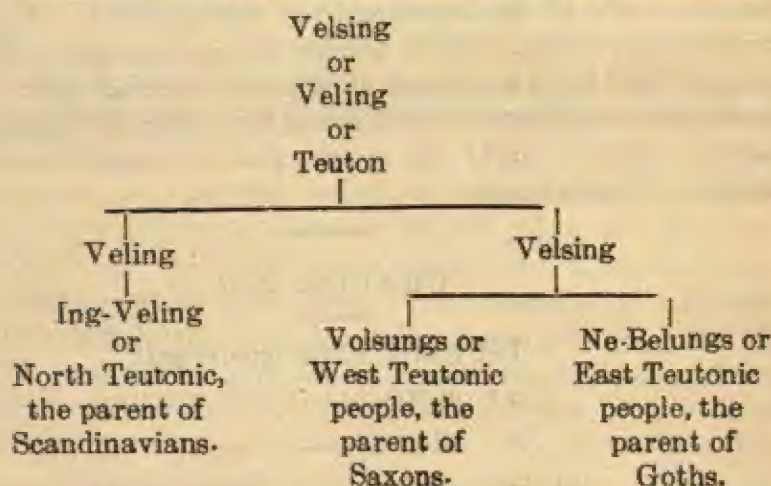 Velsing
or
Veling
or
Teuton
Veling
Velsing
Ing-Veling
or
North Teutonic,
the parent of
Scandinavians.
Volsungs or
West Teutonic
people, the
parent of
Saxons.
Ne-Belungs or
East Teutonic
people, the
parent of
Goths.